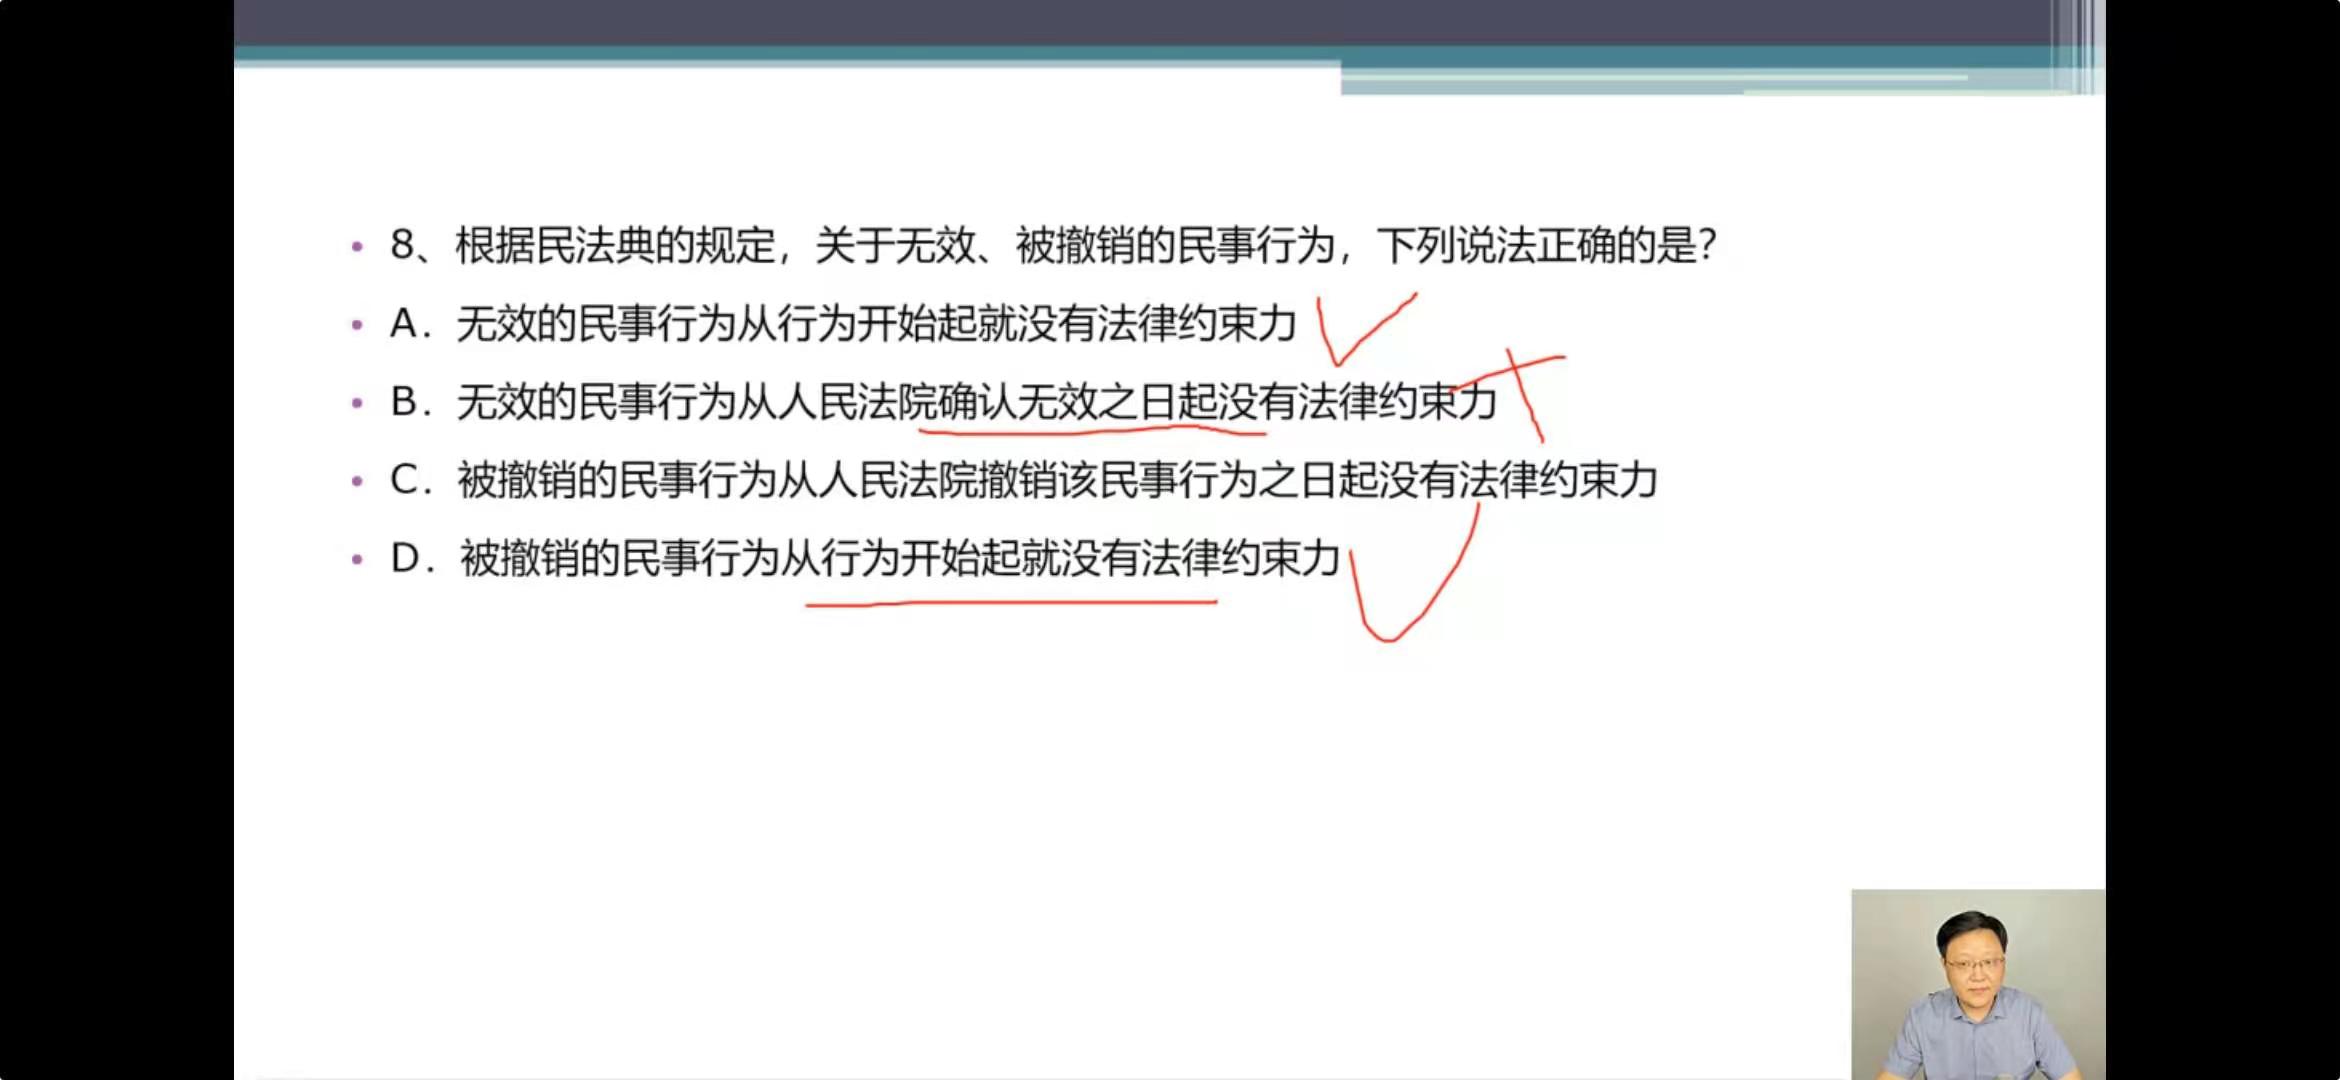 • 8、根据民法典的规定，关于无效、被撤销的民事行为，下列说法正确的是？
• A．无效的民事行为从行为开始起就没有法律约束力
• B．无效的民事行为从人民法院确认无效之日起没有法律约束力
• C．被撤销的民事行为从人民法院撤销该民事行为之日起没有法律约束力
• D．被撤销的民事行为从行为开始起就没有法律约束力